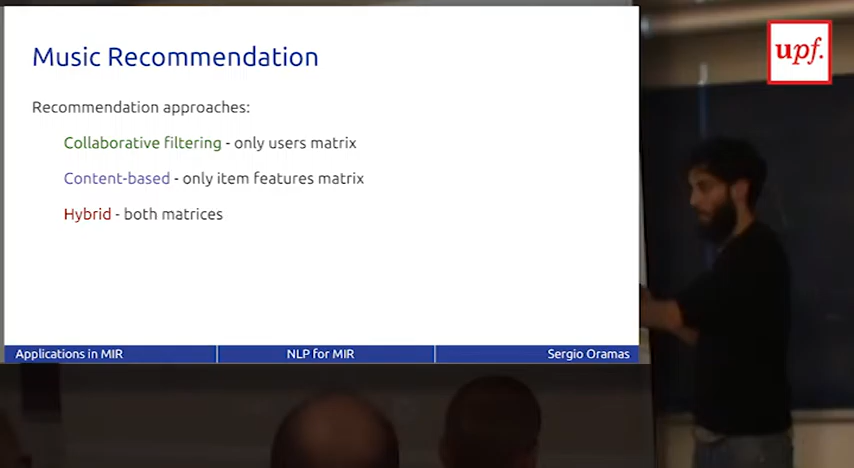 Music Recommendation
upf.
Recommendation approaches:
Collaborative filtering - only users matrix
Content-based - only item features matrix
Hybrid - both matrices
Applications in MIR
NLP for MIR
Sergio Oramas